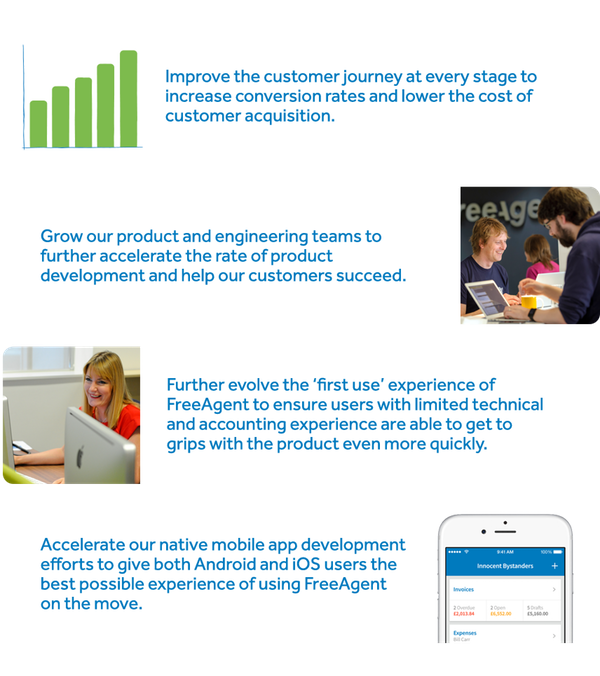 Improve the customer journey at every stage to
increase conversion rates and lower the cost of
customer acquisition.
reeAge
Grow our product and engineering teams to
further accelerate the rate of product
development and help our customers succeed.
Further evolve the ‘first use’ experience of
FreeAgent to ensure users with limited technical
and accounting experience are able to get to
grips with the product even more quickly.
Accelerate our native mobile app development
efforts to give both Android and iOS users the
best possible experience of using FreeAgent
on the move.
9:41 AM 100%
Innocent Bystanders +
Invoices
2 Overdue 2 Open 5 Drafts
£2,013.84 £6,352.00 £5,160.00
Expenses
Bill Carr